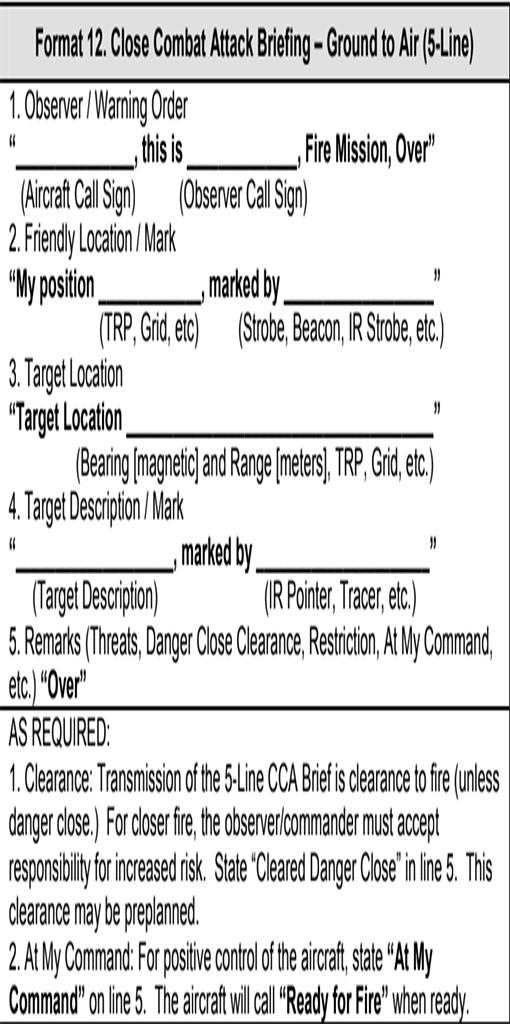 Format 12. Close Combat Attack Briefing – Ground to Air (5-Line)
1. Observer / Warning Order
“____________, this is ___________, Fire Mission, Over”
(Aircraft Call Sign) (Observer Call Sign)
2. Friendly Location / Mark
“My position __________, marked by _______________”
(TRP, Grid, etc) (Strobe, Beacon, IR Strobe, etc.)
3. Target Location
“Target Location _______________________________”
(Bearing [magnetic] and Range [meters], TRP, Grid, etc.)
4. Target Description / Mark
“________________, marked by _________________”
(Target Description) (IR Pointer, Tracer, etc.)
5. Remarks (Threats, Danger Close Clearance, Restriction, At My Command,
etc.) “Over”
AS REQUIRED:
1. Clearance: Transmission of the 5-Line CCA Brief is clearance to fire (unless
danger close.) For closer fire, the observer/commander must accept
responsibility for increased risk. State “Cleared Danger Close” in line 5. This
clearance may be preplanned.
2. At My Command: For positive control of the aircraft, state “At My
Command” on line 5. The aircraft will call “Ready for Fire” when ready.